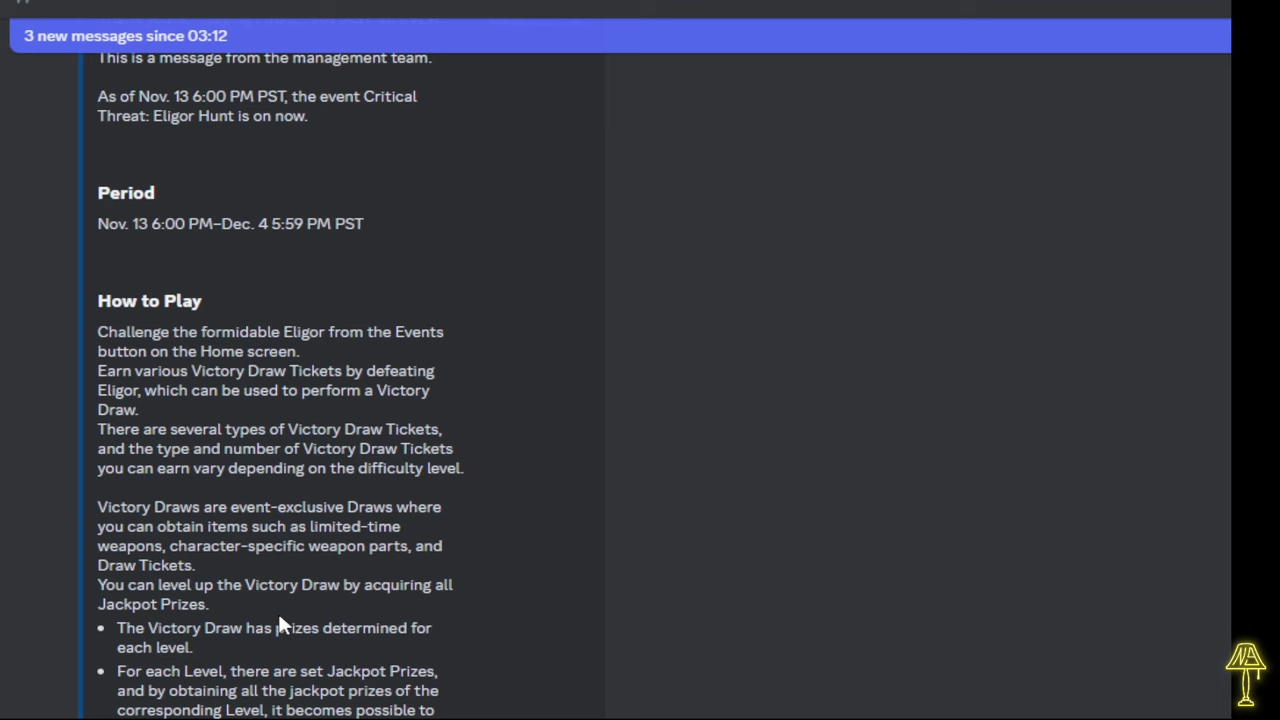 3 new messages since 03:12
This is a message from the management team.
As of Nov. 13 6:00 PM PST, the event Critical
Threat: Eligor Hunt is on now.
Period
Nov. 13 6:00 PM–Dec. 4 5:59 PM PST
How to Play
Challenge the formidable Eligor from the Events
button on the Home screen.
Earn various Victory Draw Tickets by defeating
Eligor, which can be used to perform a Victory
Draw.
There are several types of Victory Draw Tickets,
and the type and number of Victory Draw Tickets
you can earn vary depending on the difficulty level.
Victory Draws are event-exclusive Draws where
you can obtain items such as limited-time
weapons, character-specific weapon parts, and
Draw Tickets.
You can level up the Victory Draw by acquiring all
Jackpot Prizes.
• The Victory Draw has prizes determined for
each level.
• For each Level, there are set Jackpot Prizes,
and by obtaining all the jackpot prizes of the
corresponding Level, it becomes possible to
NA